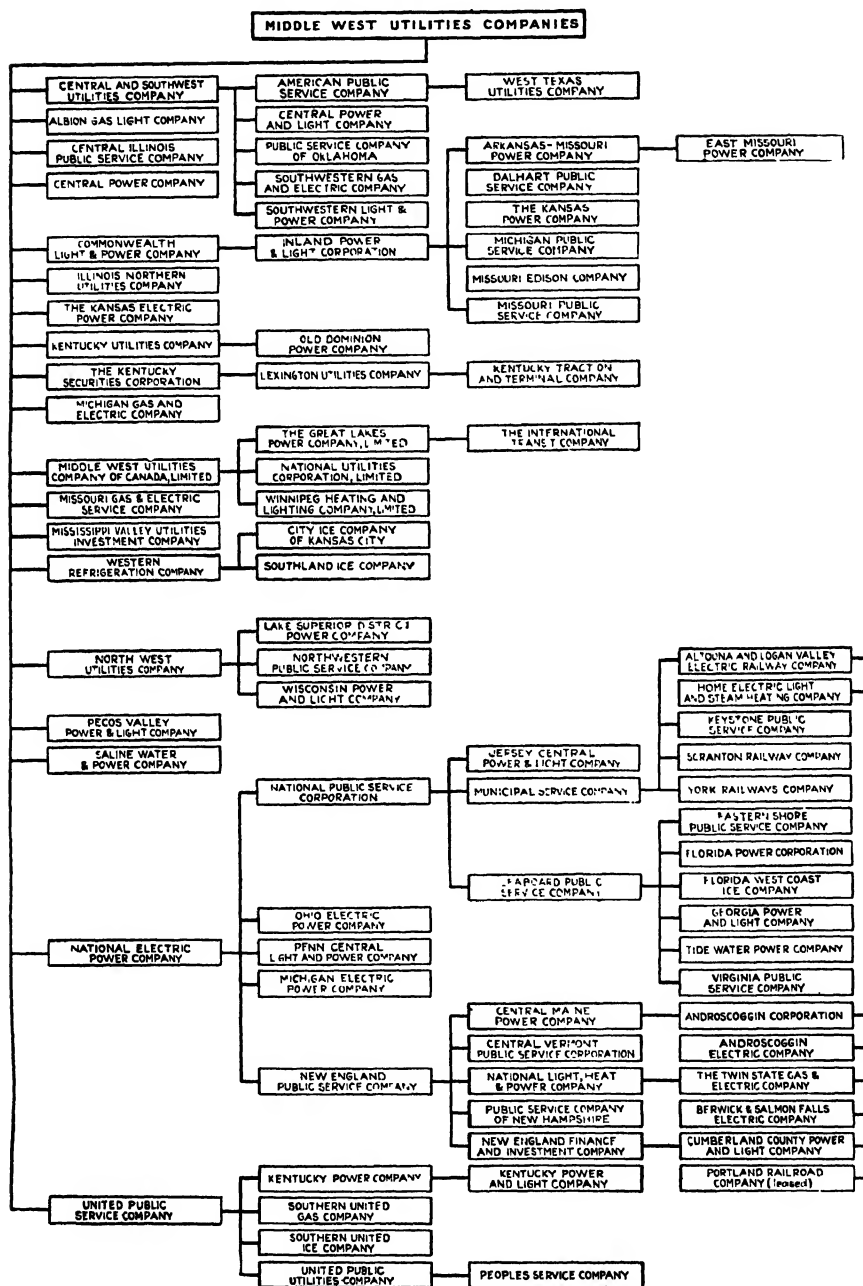 MIDDLE WEST UTILITIES COMPANIES
CENTRAL AND SOUTHWEST
UTILITIES COMPANY
AMERICAN PUBLIC
SERVICE COMPANY
WEST TEXAS
UTILITIES COMPANY
ALBION GAS LIGHT COMPANY
CENTRAL POWER
AND LIGHT COMPANY
CENTRAL ILLINOIS
PUBLIC SERVICE COMPANY
PUBLIC SERVICE COMPANY
OF OKLAHOMA
ARKANSAS-MISSOURI
POWER COMPANY
EAST MISSOURI
POWER COMPANY
CENTRAL POWER COMPANY
SOUTHWESTERN GAS
AND ELECTRIC COMPANY
DALHART PUBLIC
SERVICE COMPANY
SOUTHWESTERN LIGHT &
POWER COMPANY
THE KANSAS
POWER COMPANY
COMMONWEALTH
LIGHT & POWER COMPANY
INLAND POWER
& LIGHT CORPORATION
MICHIGAN PUBLIC
SERVICE COMPANY
ILLINOIS NORTHERN
UTILITIES COMPANY
MISSOURI EDISON COMPANY
THE KANSAS ELECTRIC
POWER COMPANY
MISSOURI PUBLIC
SERVICE COMPANY
KENTUCKY UTILITIES COMPANY
OLD DOMINION
POWER COMPANY
THE KENTUCKY
SECURITIES CORPORATION
LEXINGTON UTILITIES COMPANY
KENTUCKY TRACTION
AND TERMINAL COMPANY
MICHIGAN GAS AND
ELECTRIC COMPANY
THE GREAT LAKES
POWER COMPANY, LIMITED
THE INTERNATIONAL
TRANSIT COMPANY
MIDDLE WEST UTILITIES
COMPANY OF CANADA, LIMITED
NATIONAL UTILITIES
CORPORATION, LIMITED
MISSOURI GAS & ELECTRIC
SERVICE COMPANY
WINNIPEG HEATING AND
LIGHTING COMPANY, LIMITED
MISSISSIPPI VALLEY UTILITIES
INVESTMENT COMPANY
CITY ICE COMPANY
OF KANSAS CITY
WESTERN
REFRIGERATION COMPANY
SOUTHLAND ICE COMPANY
LAKE SUPERIOR DISTRICT
POWER COMPANY
NORTH WEST
UTILITIES COMPANY
NORTHWESTERN
PUBLIC SERVICE COMPANY
WISCONSIN POWER
AND LIGHT COMPANY
ALTOONA AND LOGAN VALLEY
ELECTRIC RAILWAY COMPANY
HOME ELECTRIC LIGHT
AND STEAM HEATING COMPANY
PECOS VALLEY
POWER & LIGHT COMPANY
KEYSTONE PUBLIC
SERVICE COMPANY
SALINE WATER
& POWER COMPANY
JERSEY CENTRAL
POWER & LIGHT COMPANY
SCRANTON RAILWAY COMPANY
NATIONAL PUBLIC SERVICE
CORPORATION
MUNICIPAL SERVICE COMPANY
YORK RAILWAYS COMPANY
EASTERN SHORE
PUBLIC SERVICE COMPANY
FLORIDA POWER CORPORATION
SEABOARD PUBLIC
SERVICE COMPANY
FLORIDA WEST COAST
ICE COMPANY
OHIO ELECTRIC
POWER COMPANY
GEORGIA POWER
AND LIGHT COMPANY
NATIONAL ELECTRIC
POWER COMPANY
PENN CENTRAL
LIGHT AND POWER COMPANY
TIDE WATER POWER COMPANY
MICHIGAN ELECTRIC
POWER COMPANY
VIRGINIA PUBLIC
SERVICE COMPANY
CENTRAL MAINE
POWER COMPANY
ANDROSCOGGIN CORPORATION
CENTRAL VERMONT
PUBLIC SERVICE CORPORATION
ANDROSCOGGIN
ELECTRIC COMPANY
NEW ENGLAND
PUBLIC SERVICE COMPANY
NATIONAL LIGHT, HEAT
& POWER COMPANY
THE TWIN STATE GAS &
ELECTRIC COMPANY
PUBLIC SERVICE COMPANY
OF NEW HAMPSHIRE
BERWICK & SALMON FALLS
ELECTRIC COMPANY
NEW ENGLAND FINANCE
AND INVESTMENT COMPANY
CUMBERLAND COUNTY POWER
AND LIGHT COMPANY
KENTUCKY POWER COMPANY
KENTUCKY POWER
AND LIGHT COMPANY
PORTLAND RAILROAD
COMPANY (leased)
UNITED PUBLIC
SERVICE COMPANY
SOUTHERN UNITED
GAS COMPANY
SOUTHERN UNITED
ICE COMPANY
UNITED PUBLIC
UTILITIES COMPANY
PEOPLES SERVICE COMPANY